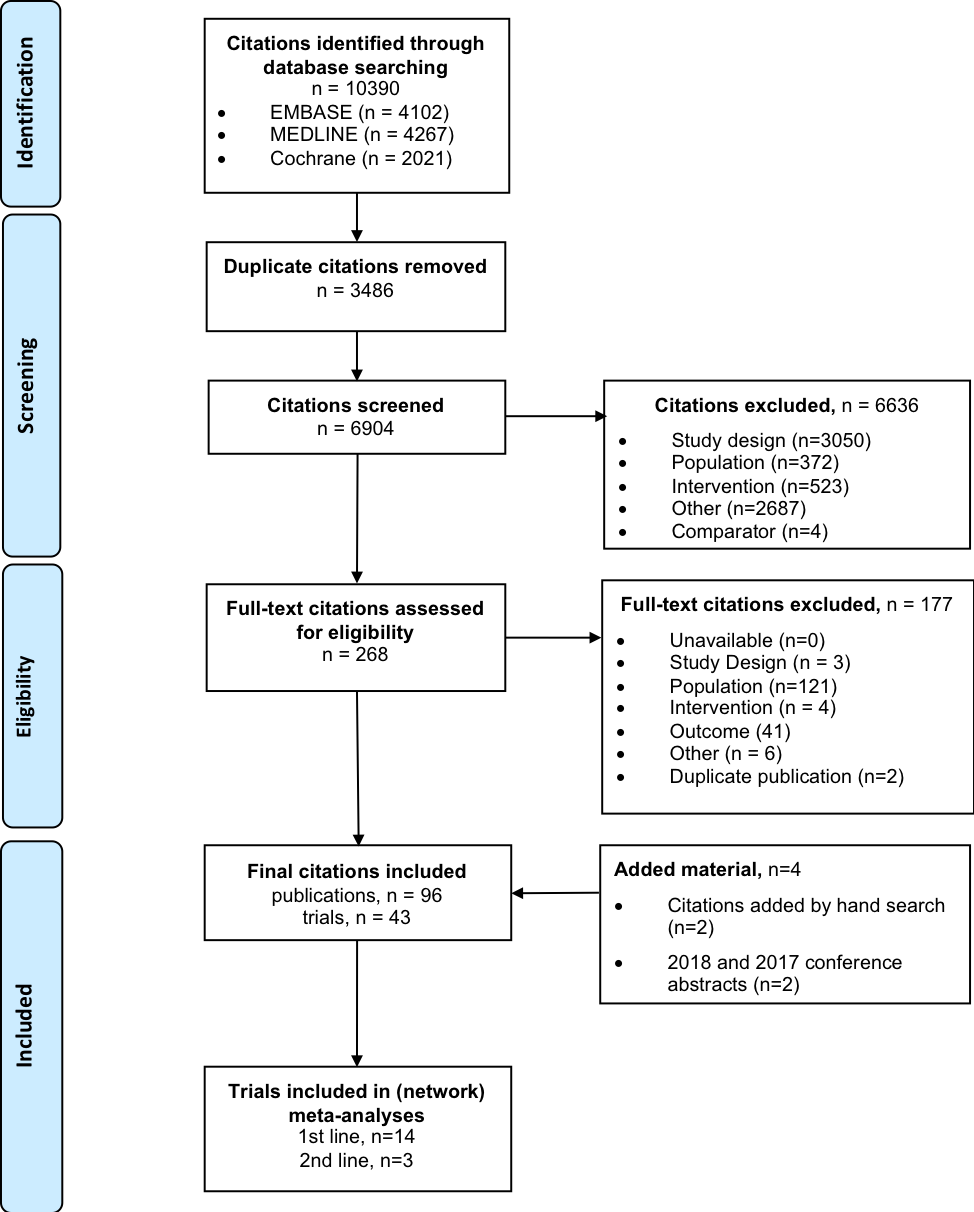 Identification
Citations identified through
database searching
n = 10390
• EMBASE (n = 4102)
• MEDLINE (n = 4267)
• Cochrane (n = 2021)
Screening
Duplicate citations removed
n = 3486
Citations screened
n = 6904
Citations excluded, n = 6636
• Study design (n=3050)
• Population (n=372)
• Intervention (n=523)
• Other (n=2687)
• Comparator (n=4)
Eligibility
Full-text citations assessed
for eligibility
n = 268
Full-text citations excluded, n = 177
• Unavailable (n=0)
• Study Design (n = 3)
• Population (n=121)
• Intervention (n = 4)
• Outcome (41)
• Other (n = 6)
• Duplicate publication (n=2)
Included
Final citations included
publications, n = 96
trials, n = 43
Added material, n=4
• Citations added by hand search
(n=2)
• 2018 and 2017 conference
abstracts (n=2)
Trials included in (network)
meta-analyses
1st line, n=14
2nd line, n=3